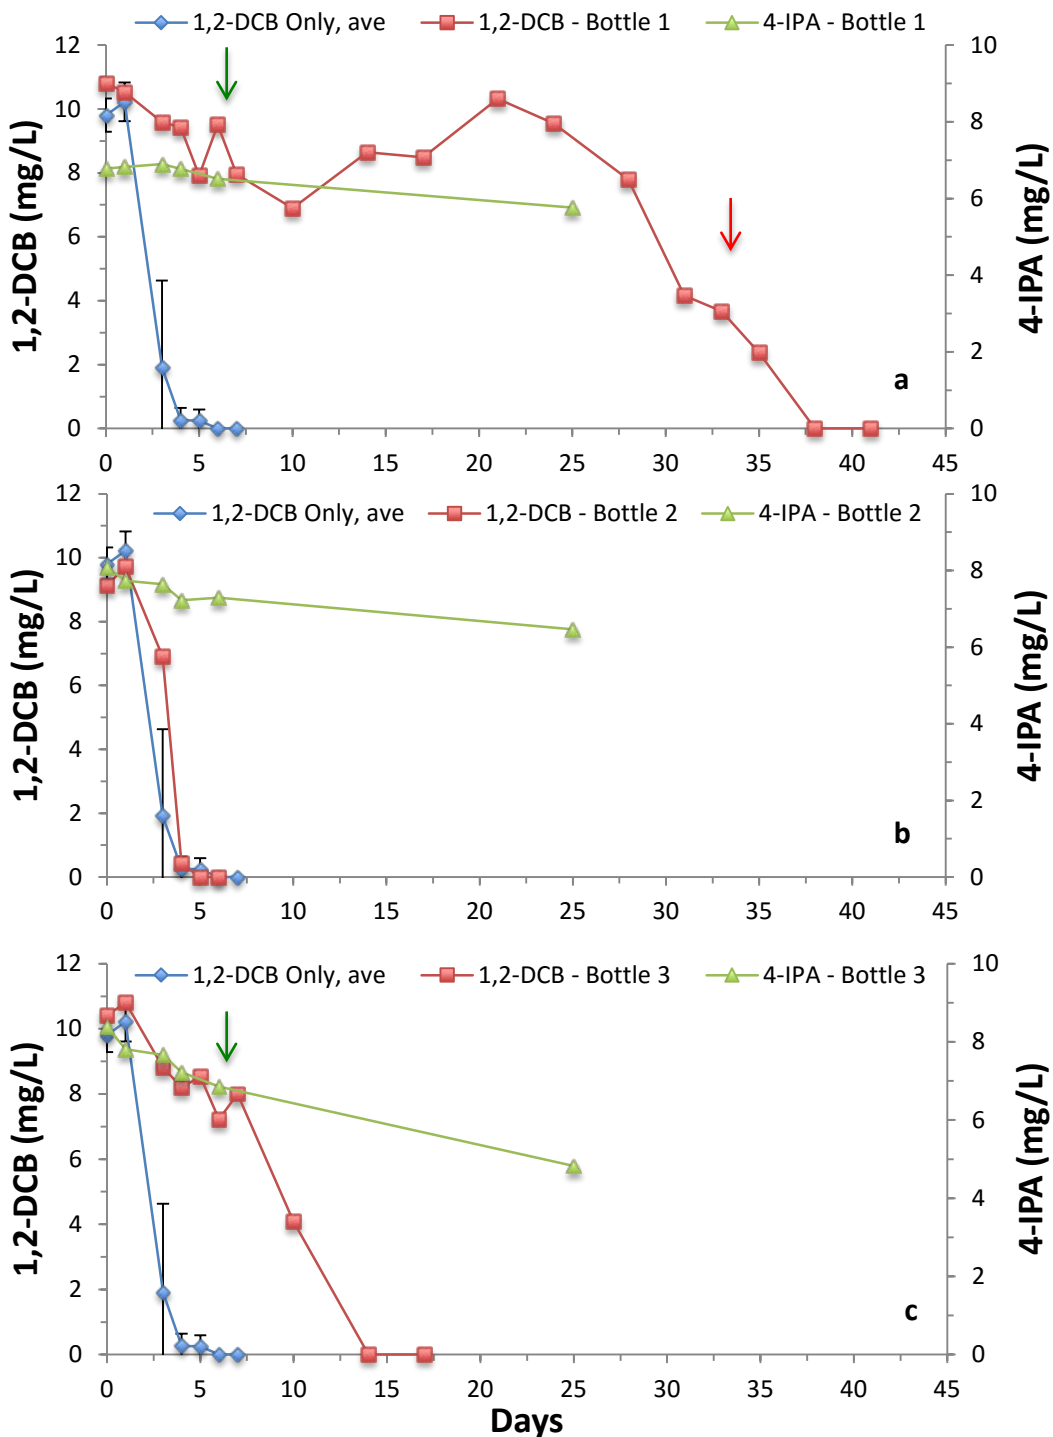 1,2-DCB Only, ave 1,2-DCB - Bottle 1 4-IPA - Bottle 1
12 10
10 8
8 6
6 4
4 2
2 0
0
1,2-DCB (mg/L)
4-IPA (mg/L)
a
0 5 10 15 20 25 30 35 40 45
1,2-DCB Only, ave 1,2-DCB - Bottle 2 4-IPA - Bottle 2
12 10
10 8
8 6
6 4
4 2
2 0
0
1,2-DCB (mg/L)
4-IPA (mg/L)
b
0 5 10 15 20 25 30 35 40 45
1,2-DCB Only, ave 1,2-DCB - Bottle 3 4-IPA - Bottle 3
12 10
10 8
8 6
6 4
4 2
2 0
0
1,2-DCB (mg/L)
4-IPA (mg/L)
c
0 5 10 15 20 25 30 35 40 45
Days